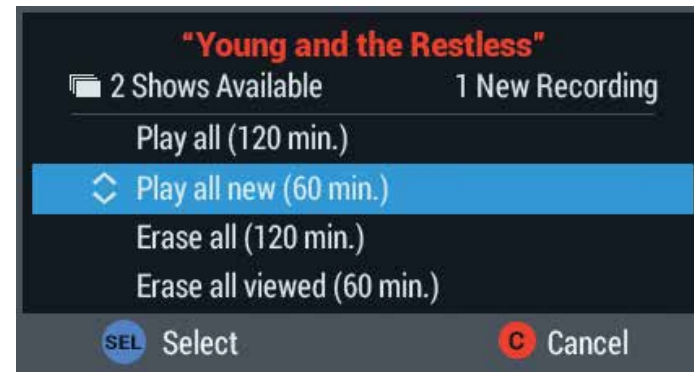 “Young and the Restless”
2 Shows Available 1 New Recording
Play all (120 min.)
Play all new (60 min.)
Erase all (120 min.)
Erase all viewed (60 min.)
SEL Select C Cancel